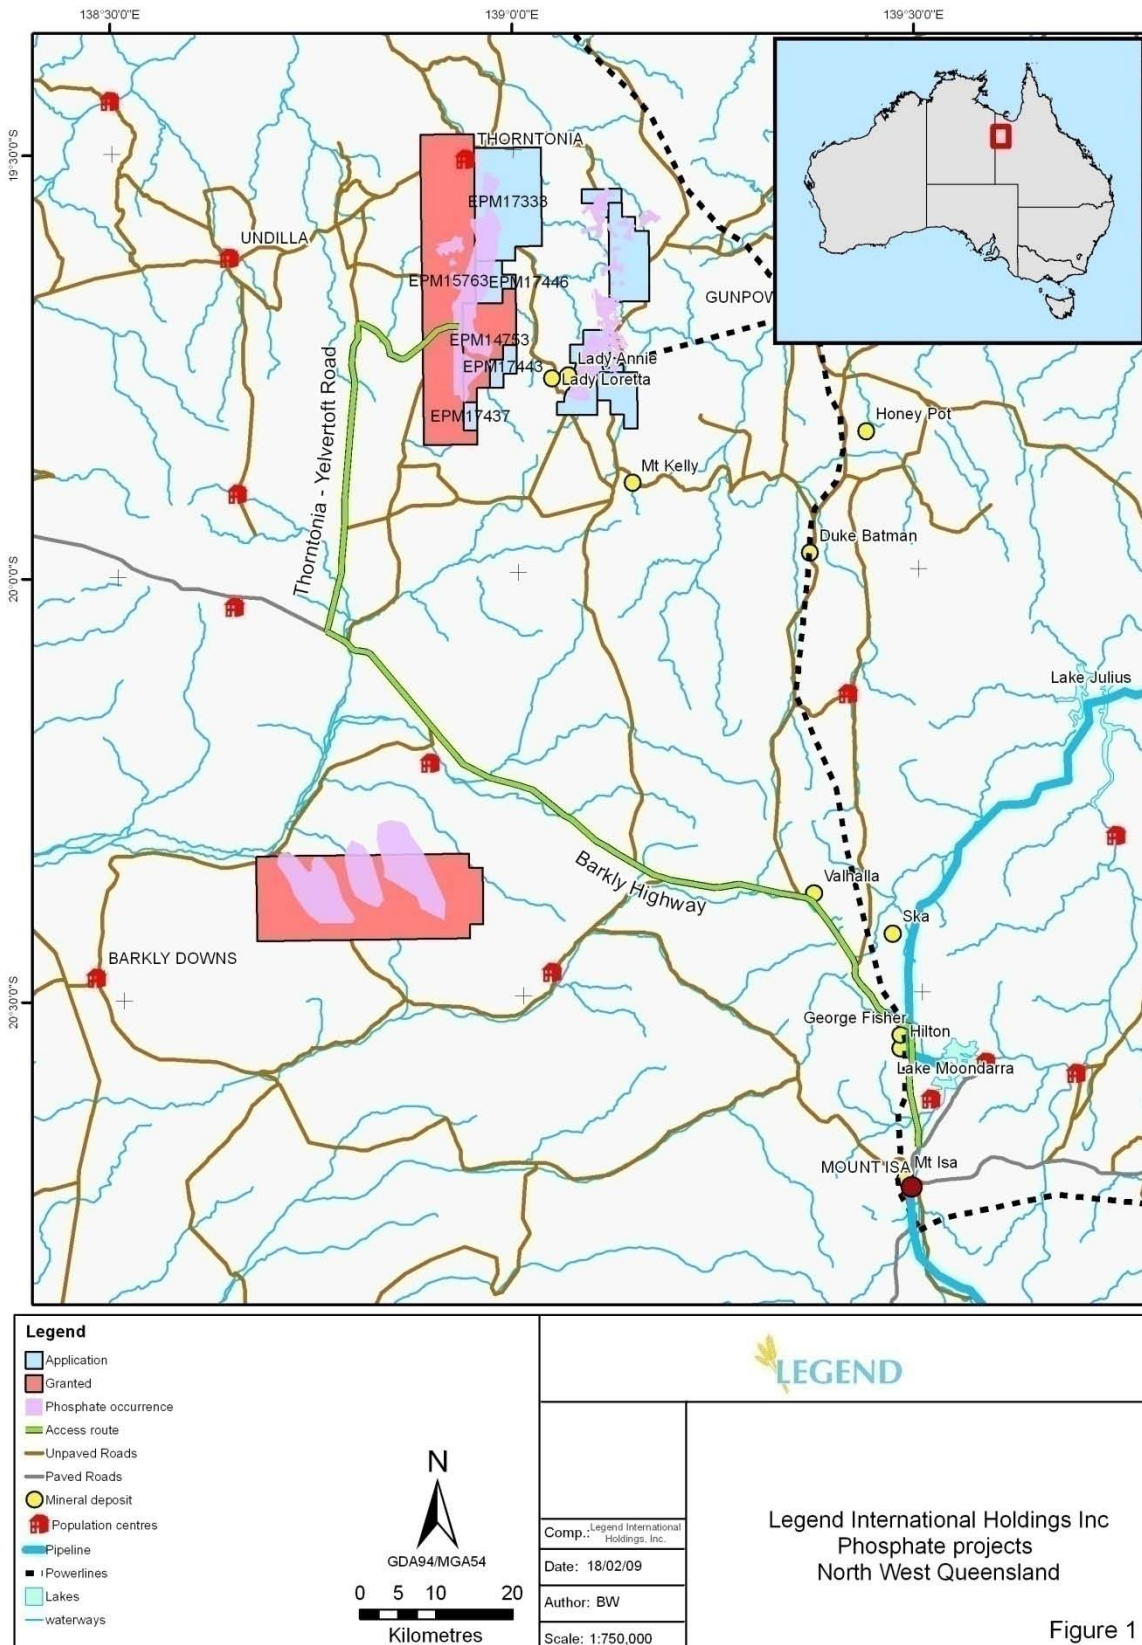 138°30'0"E
139°0'0"E
139°30'0"E
19°30'0"S
20°0'0"S
20°30'0"S
THORNTONIA
EPM17333
UNDILLA
EPM15763
EPM17446
GUNPOW
EPM14753
Lady Annie
EPM17443
Lady Loretta
EPM17437
Honey Pot
Thorntonia - Yelvertoft Road
Mt Kelly
Duke Batman
Lake Julius
Barkly Highway
Valhalla
Ska
BARKLY DOWNS
George Fisher
Hilton
Lake Moondarra
MOUNT ISA
Mt Isa
Legend
Application
Granted
Phosphate occurrence
Access route
Unpaved Roads
Paved Roads
Mineral deposit
Population centres
Pipeline
Powerlines
Lakes
waterways
N
GDA94/MGA54
0 5 10 20
Kilometres
LEGEND
Comp.: Legend International
Holdings, Inc.
Date: 18/02/09
Author: BW
Scale: 1:750,000
Legend International Holdings Inc
Phosphate projects
North West Queensland
Figure 1